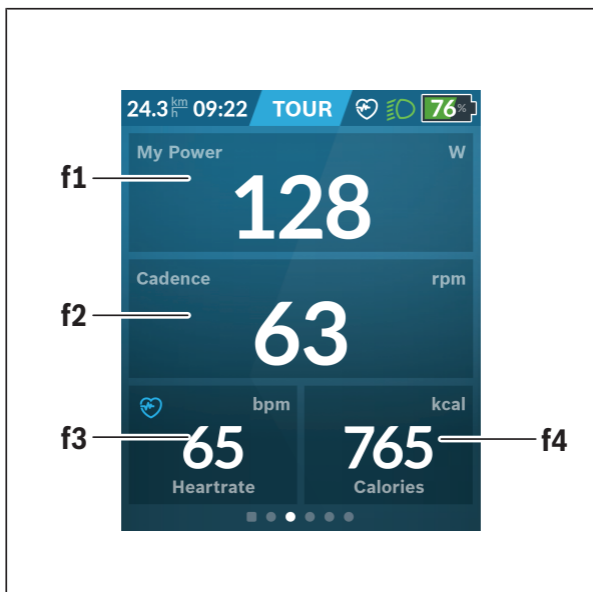 24.3 km/h 09:22 TOUR 76%
My Power W
f1
128
Cadence rpm
f2
63
bpm kcal
f3 65 765 f4
Heartrate Calories